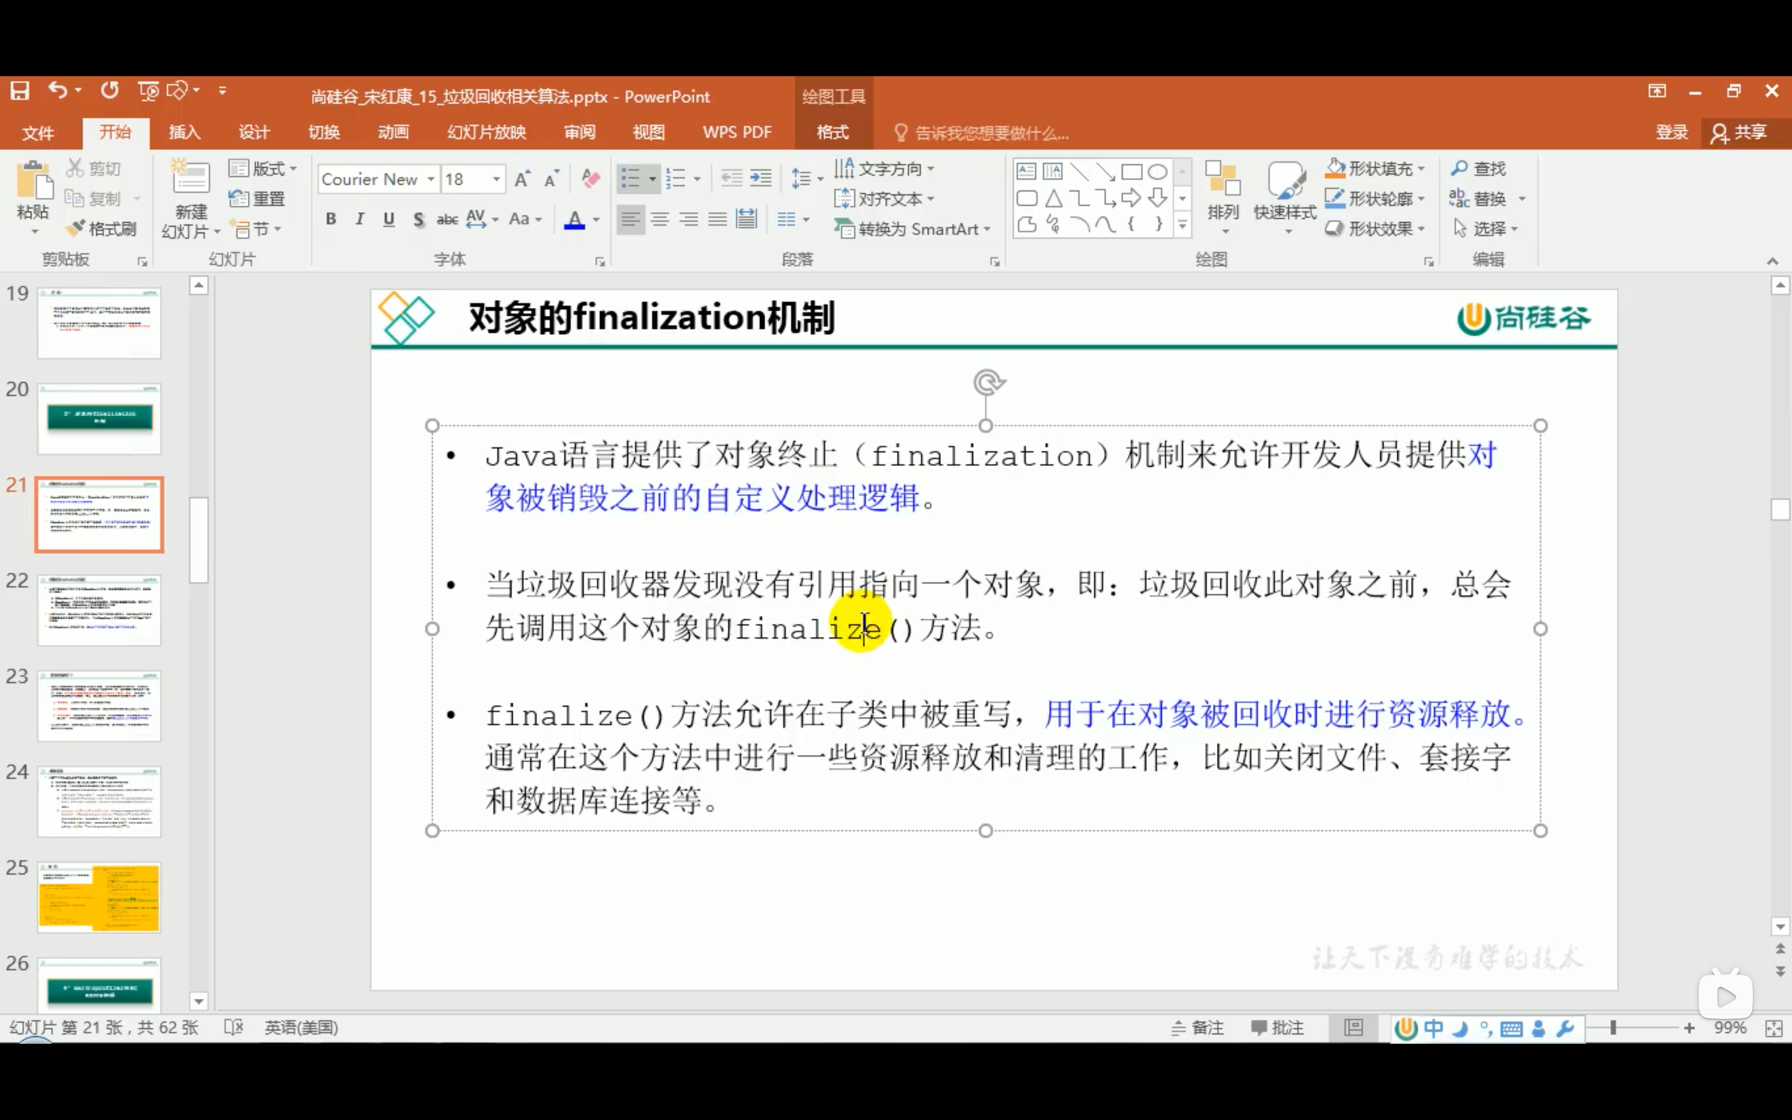 尚硅谷_宋红康_15_垃圾回收相关算法.pptx - PowerPoint
绘图工具
文件 开始 插入 设计 切换 动画 幻灯片放映 审阅 视图 WPS PDF 格式 告诉我您想要做什么... 登录 共享
粘贴 剪切 复制 格式刷 剪贴板
新建幻灯片 版式 重置 节 幻灯片
Courier New 18 字体
文字方向 对齐文本 转换为 SmartArt 段落
排列 快速样式 形状填充 形状轮廓 形状效果 绘图
查找 替换 选择 编辑
19
20
21
22
23
24
25
26
对象的finalization机制
尚硅谷
• Java语言提供了对象终止（finalization）机制来允许开发人员提供对
象被销毁之前的自定义处理逻辑。
• 当垃圾回收器发现没有引用指向一个对象，即：垃圾回收此对象之前，总会
先调用这个对象的finalize()方法。
• finalize()方法允许在子类中被重写，用于在对象被回收时进行资源释放。
通常在这个方法中进行一些资源释放和清理的工作，比如关闭文件、套接字
和数据库连接等。
让天下没有难学的技术
幻灯片 第 21 张，共 62 张 英语(美国) 备注 批注 中 99%